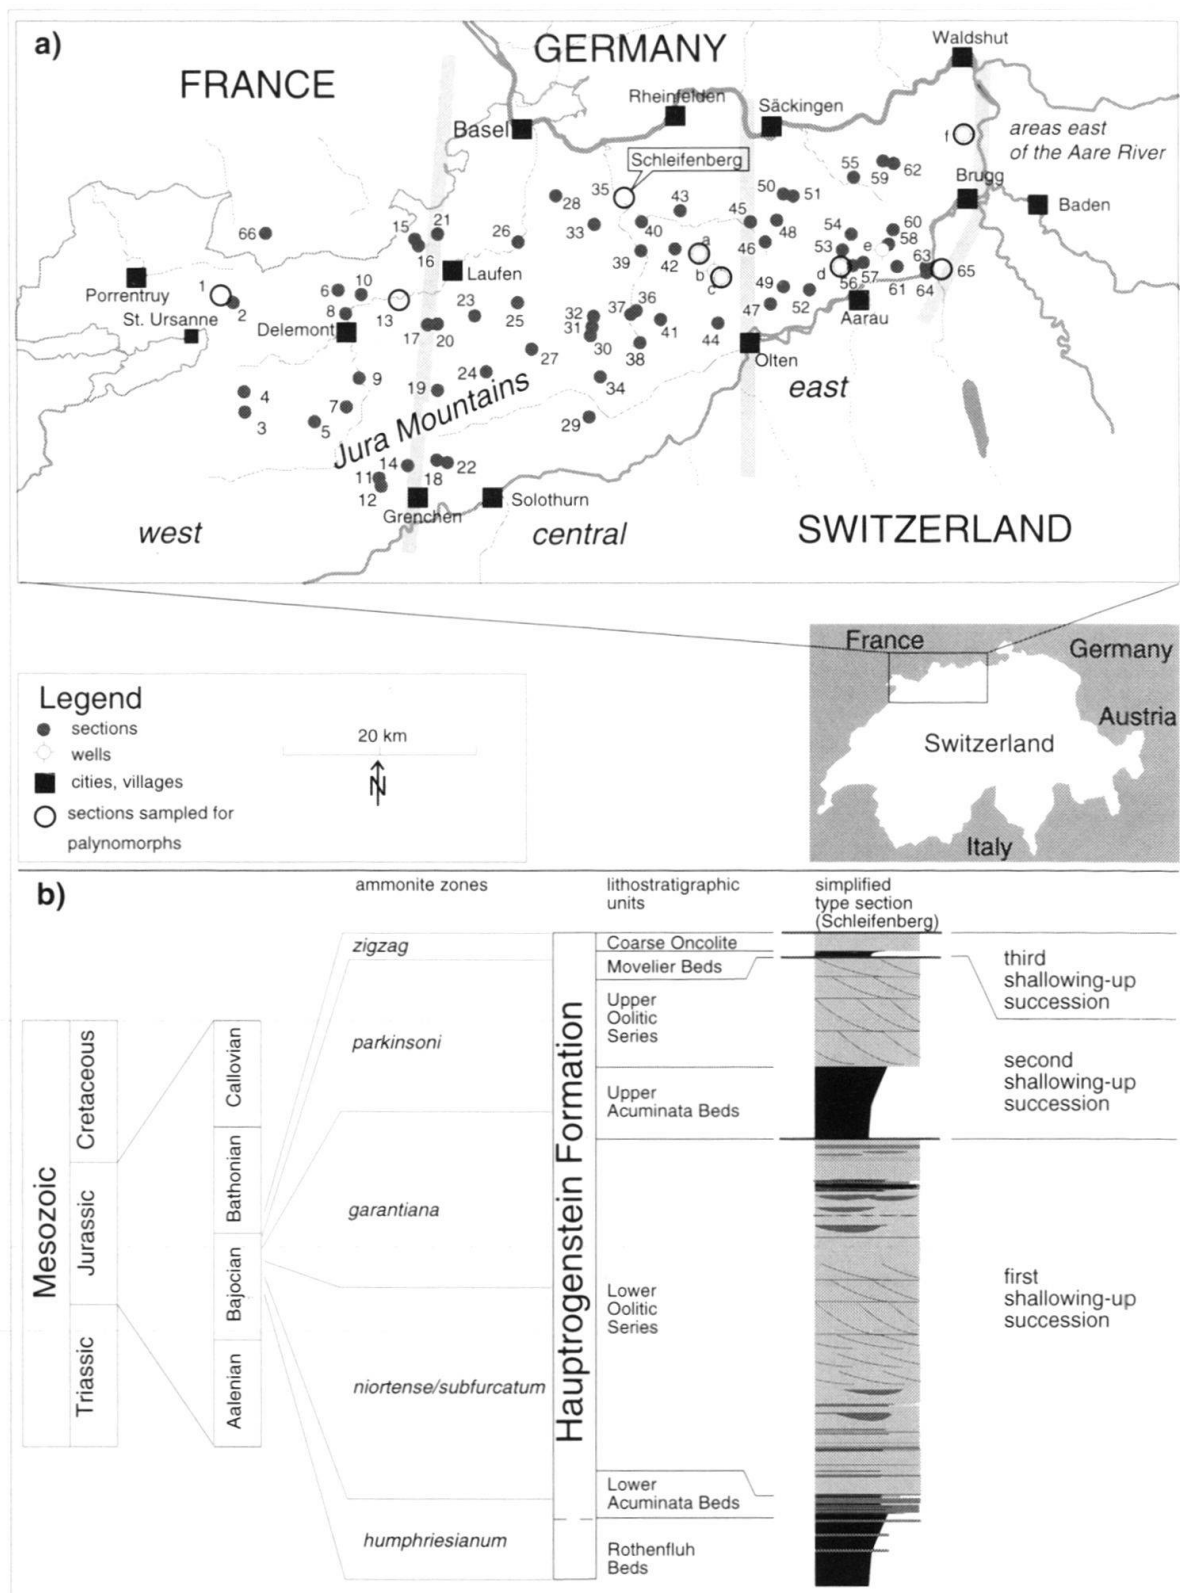 a)
FRANCE
GERMANY
Waldshut
Rheinfelden
Säckingen
Basel
f
areas east
of the Aare River
Schleifenberg
Brugg
Baden
55
59
62
35
28
43
50
51
45
66
15
21
16
26
33
40
48
54
60
58
46
53
e
39
42
a
b
c
d
56
57
61
63
64
65
Laufen
Porrentruy
1
2
6
10
8
13
St. Ursanne
Delemont
23
25
17
20
32
31
30
37
36
41
38
44
47
49
52
Aarau
Olten
27
24
34
9
19
4
3
7
5
29
Jura Mountains
east
14
11
12
18
22
Grenchen
Solothurn
west
central
SWITZERLAND
France
Germany
Austria
Switzerland
Italy
Legend
sections
wells
cities, villages
sections sampled for
palynomorphs
20 km
N
b)
ammonite zones
lithostratigraphic
units
simplified
type section
(Schleifenberg)
Mesozoic
Cretaceous
Jurassic
Triassic
Callovian
Bathonian
Bajocian
Aalenian
zigzag
parkinsoni
garantiana
niortense/subfurcatum
humphriesianum
Hauptrogenstein Formation
Coarse Oncolite
Movelier Beds
Upper
Oolitic
Series
Upper
Acuminata Beds
Lower
Oolitic
Series
Lower
Acuminata Beds
Rothenfluh
Beds
third
shallowing-up
succession
second
shallowing-up
succession
first
shallowing-up
succession